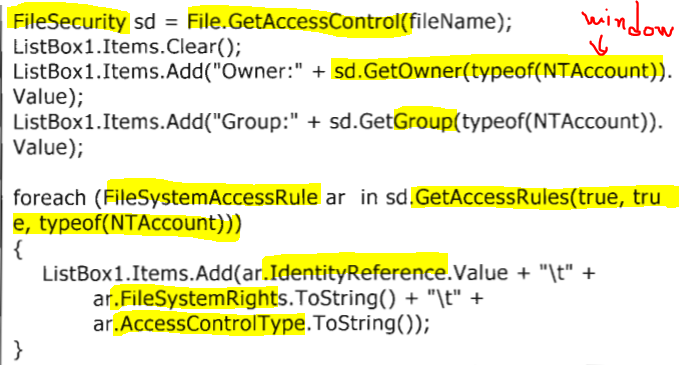 FileSecurity sd = File.GetAccessControl(fileName);
window
ListBox1.Items.Clear();
ListBox1.Items.Add("Owner:" + sd.GetOwner(typeof(NTAccount)).
Value);
ListBox1.Items.Add("Group:" + sd.GetGroup(typeof(NTAccount)).
Value);
foreach (FileSystemAccessRule ar in sd.GetAccessRules(true, tru
e, typeof(NTAccount)))
{
ListBox1.Items.Add(ar.IdentityReference.Value + "\t" +
ar.FileSystemRights.ToString() + "\t" +
ar.AccessControlType.ToString());
}